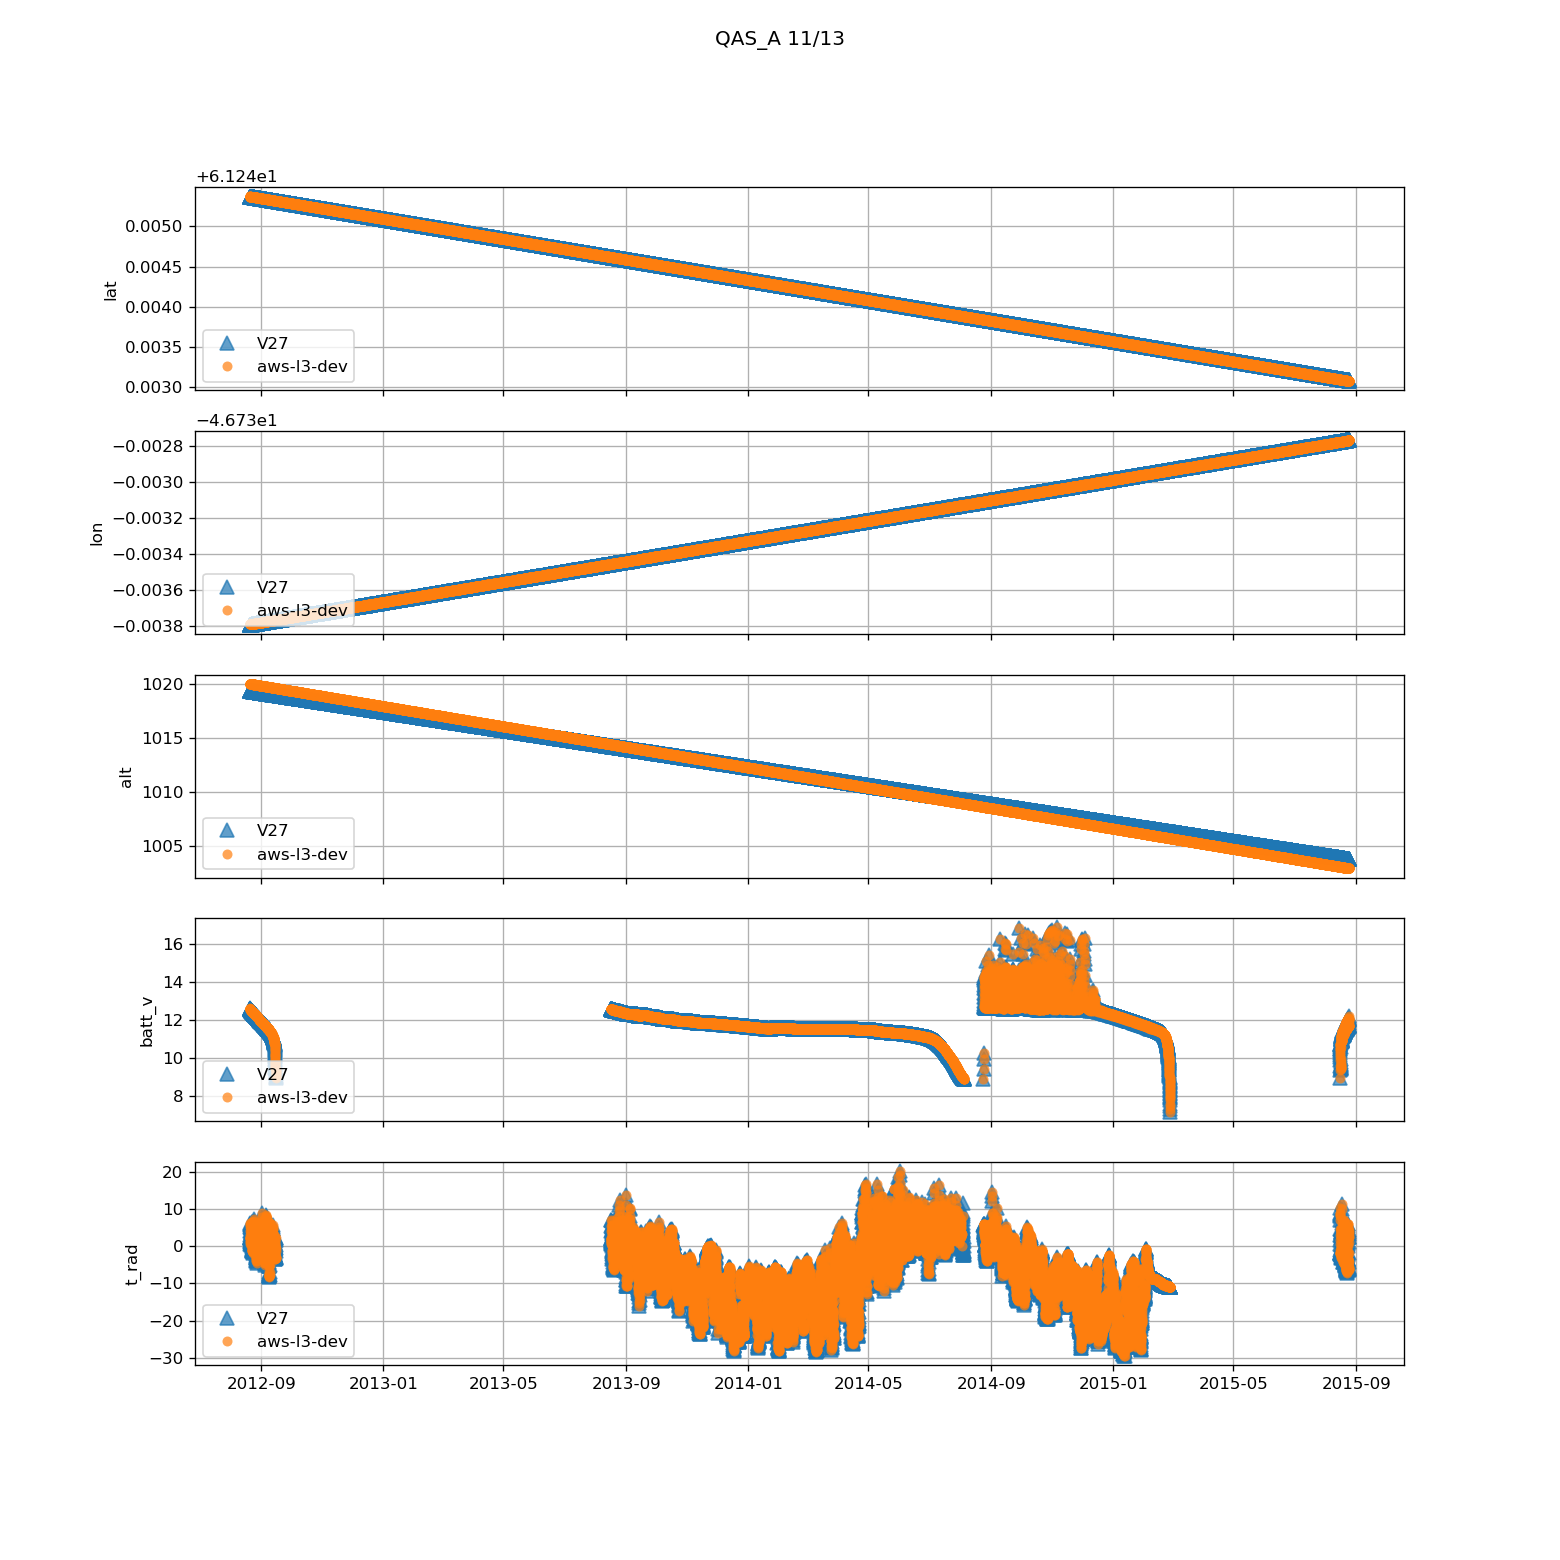 QAS_A 11/13
+6.124e1
0.0050
0.0045
0.0040
0.0035
0.0030
lat
V27
aws-l3-dev
−4.673e1
−0.0028
−0.0030
−0.0032
−0.0034
−0.0036
−0.0038
lon
V27
aws-l3-dev
1020
1015
1010
1005
alt
V27
aws-l3-dev
16
14
12
10
8
batt_v
V27
aws-l3-dev
20
10
0
−10
−20
−30
t_rad
V27
aws-l3-dev
2012-09 2013-01 2013-05 2013-09 2014-01 2014-05 2014-09 2015-01 2015-05 2015-09